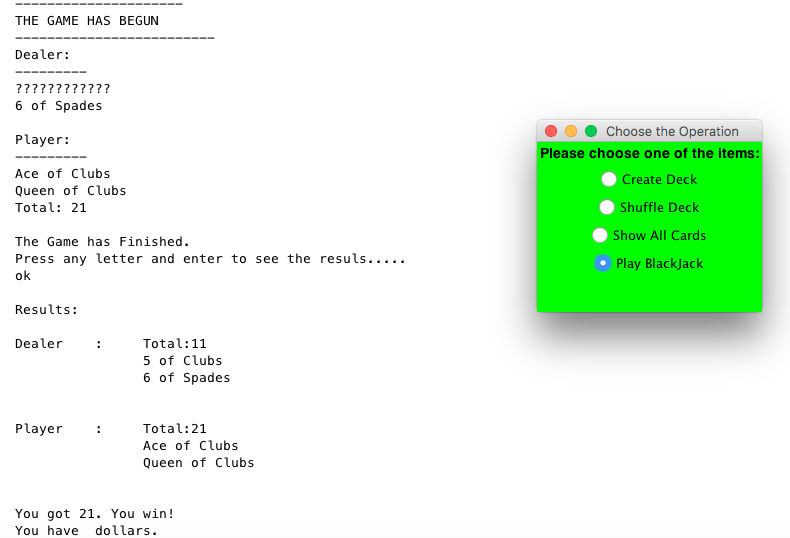 ----------------------
THE GAME HAS BEGUN
-------------------------
Dealer:
---------
????????????
6 of Spades
Player:
---------
Ace of Clubs
Queen of Clubs
Total: 21
The Game has Finished.
Press any letter and enter to see the resuls.....
ok
Results:
Dealer    :     Total:11
5 of Clubs
6 of Spades
Player    :     Total:21
Ace of Clubs
Queen of Clubs
You got 21. You win!
You have  dollars.
Choose the Operation
Please choose one of the items:
Create Deck
Shuffle Deck
Show All Cards
Play BlackJack